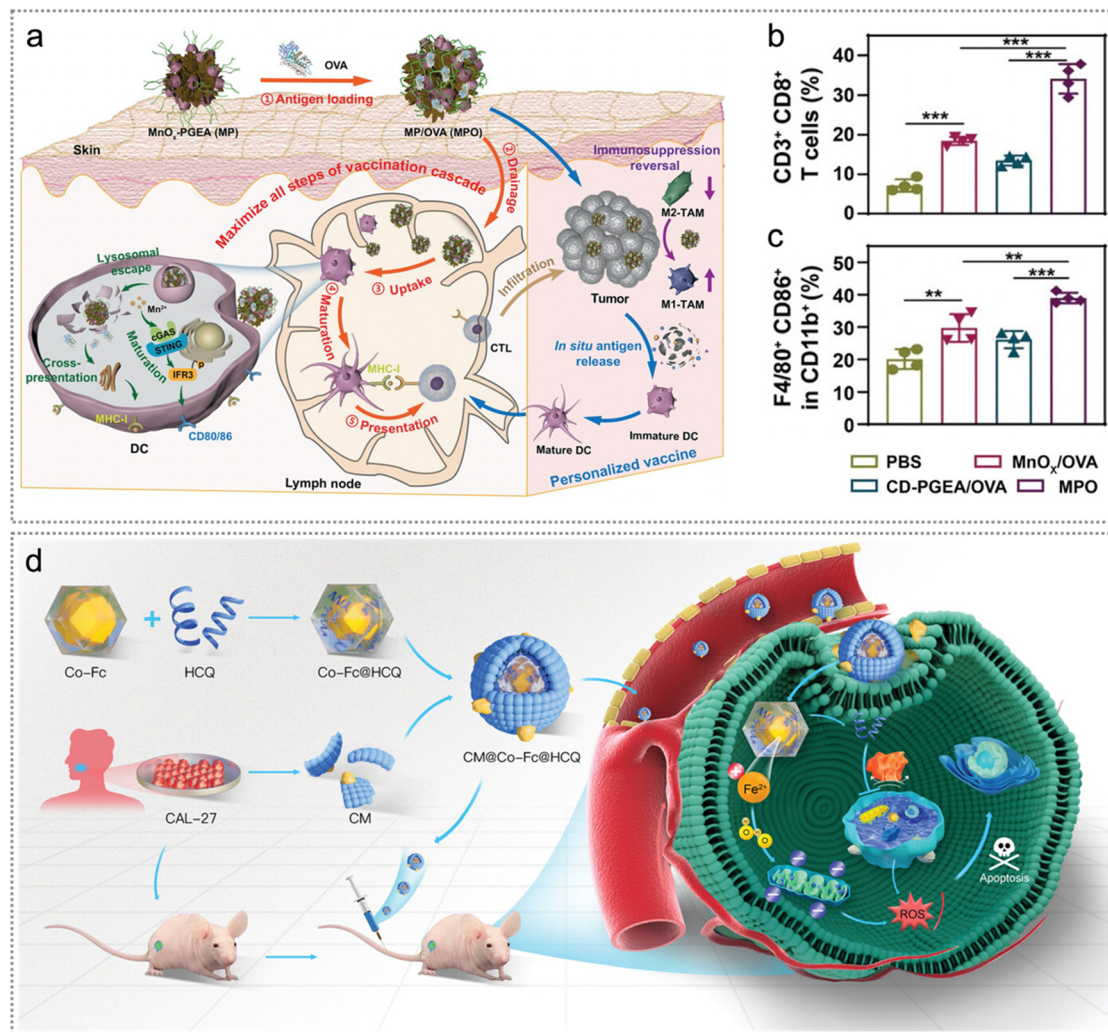 a
OVA
① Antigen loading
MnOx-PGEA (MP)
MP/OVA (MPO)
Skin
② Drainage
Immunosuppression
reversal
M2-TAM
M1-TAM
Maximize all steps of vaccination cascade
Lysosomal
escape
Mn²⁺
cGAS
STING
P
IFR3
Maturation
Cross-
presentation
MHC-I
CD80/86
DC
③ Uptake
④ Maturation
MHC-I
⑤ Presentation
Infiltration
CTL
Lymph node
Tumor
In situ antigen
release
Immature DC
Mature DC
Personalized vaccine
b
CD3⁺ CD8⁺
T cells (%)
40
30
20
10
0
***
***
***
c
F4/80⁺ CD86⁺
in CD11b⁺ (%)
50
40
30
20
10
0
**
**
***
PBS
MnOX/OVA
CD-PGEA/OVA
MPO
d
Co-Fc
+
HCQ
Co-Fc@HCQ
CAL-27
CM
CM@Co-Fc@HCQ
Fe²⁺
ROS
Apoptosis